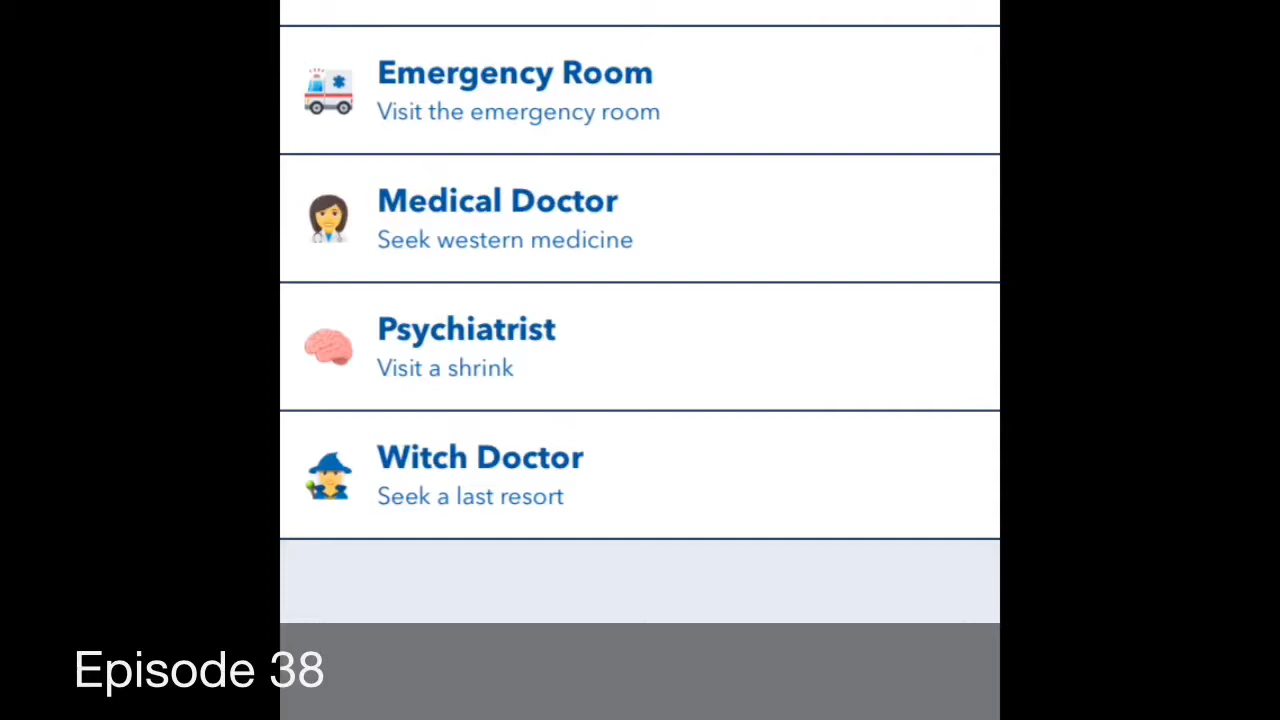 Emergency Room
Visit the emergency room
Medical Doctor
Seek western medicine
Psychiatrist
Visit a shrink
Witch Doctor
Seek a last resort
Episode 38